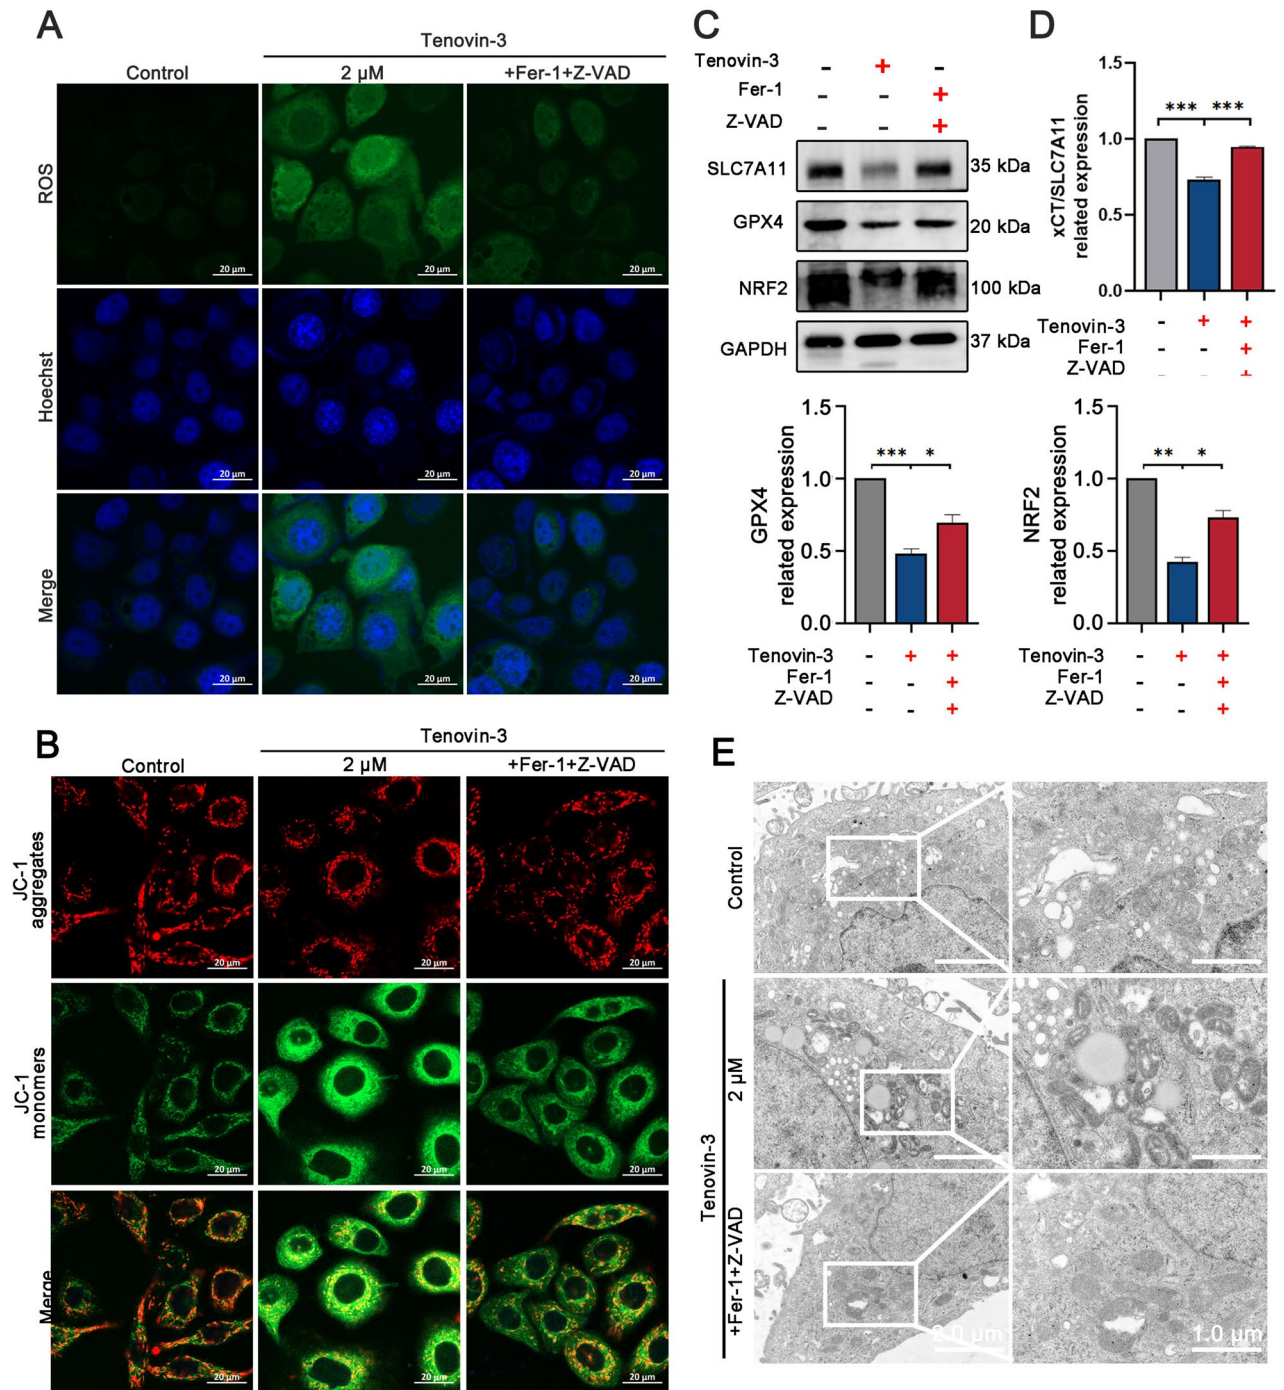 A
Tenovin-3
Control
2 µM
+Fer-1+Z-VAD
ROS
20 µm
20 µm
20 µm
Hoechst
20 µm
20 µm
20 µm
Merge
20 µm
20 µm
20 µm
B
Tenovin-3
Control
2 µM
+Fer-1+Z-VAD
JC-1
aggregates
20 µm
20 µm
20 µm
JC-1
monomers
20 µm
20 µm
20 µm
Merge
20 µm
20 µm
20 µm
C
Tenovin-3 - + -
Fer-1 - - +
Z-VAD - - +
SLC7A11 35 kDa
GPX4 20 kDa
NRF2 100 kDa
GAPDH 37 kDa
D
xCT/SLC7A11
related expression
1.5
1.0
0.5
0.0
*** ***
Tenovin-3 - + +
Fer-1 - - +
Z-VAD - - +
GPX4
related expression
1.5
1.0
0.5
0.0
*** *
Tenovin-3 - + +
Fer-1 - - +
Z-VAD - - +
NRF2
related expression
1.5
1.0
0.5
0.0
** *
Tenovin-3 - + +
Fer-1 - - +
Z-VAD - - +
E
Control
Tenovin-3
2 µM
+Fer-1+Z-VAD
2.0 µm
1.0 µm